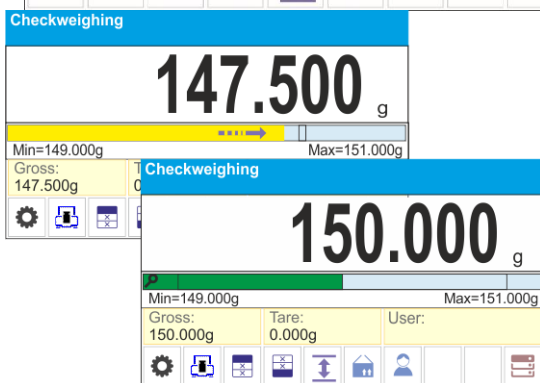 Checkweighing
147.500 g
Min=149.000g Max=151.000g
Gross:
147.500g
Checkweighing
150.000 g
Min=149.000g Max=151.000g
Gross: Tare: User:
150.000g 0.000g